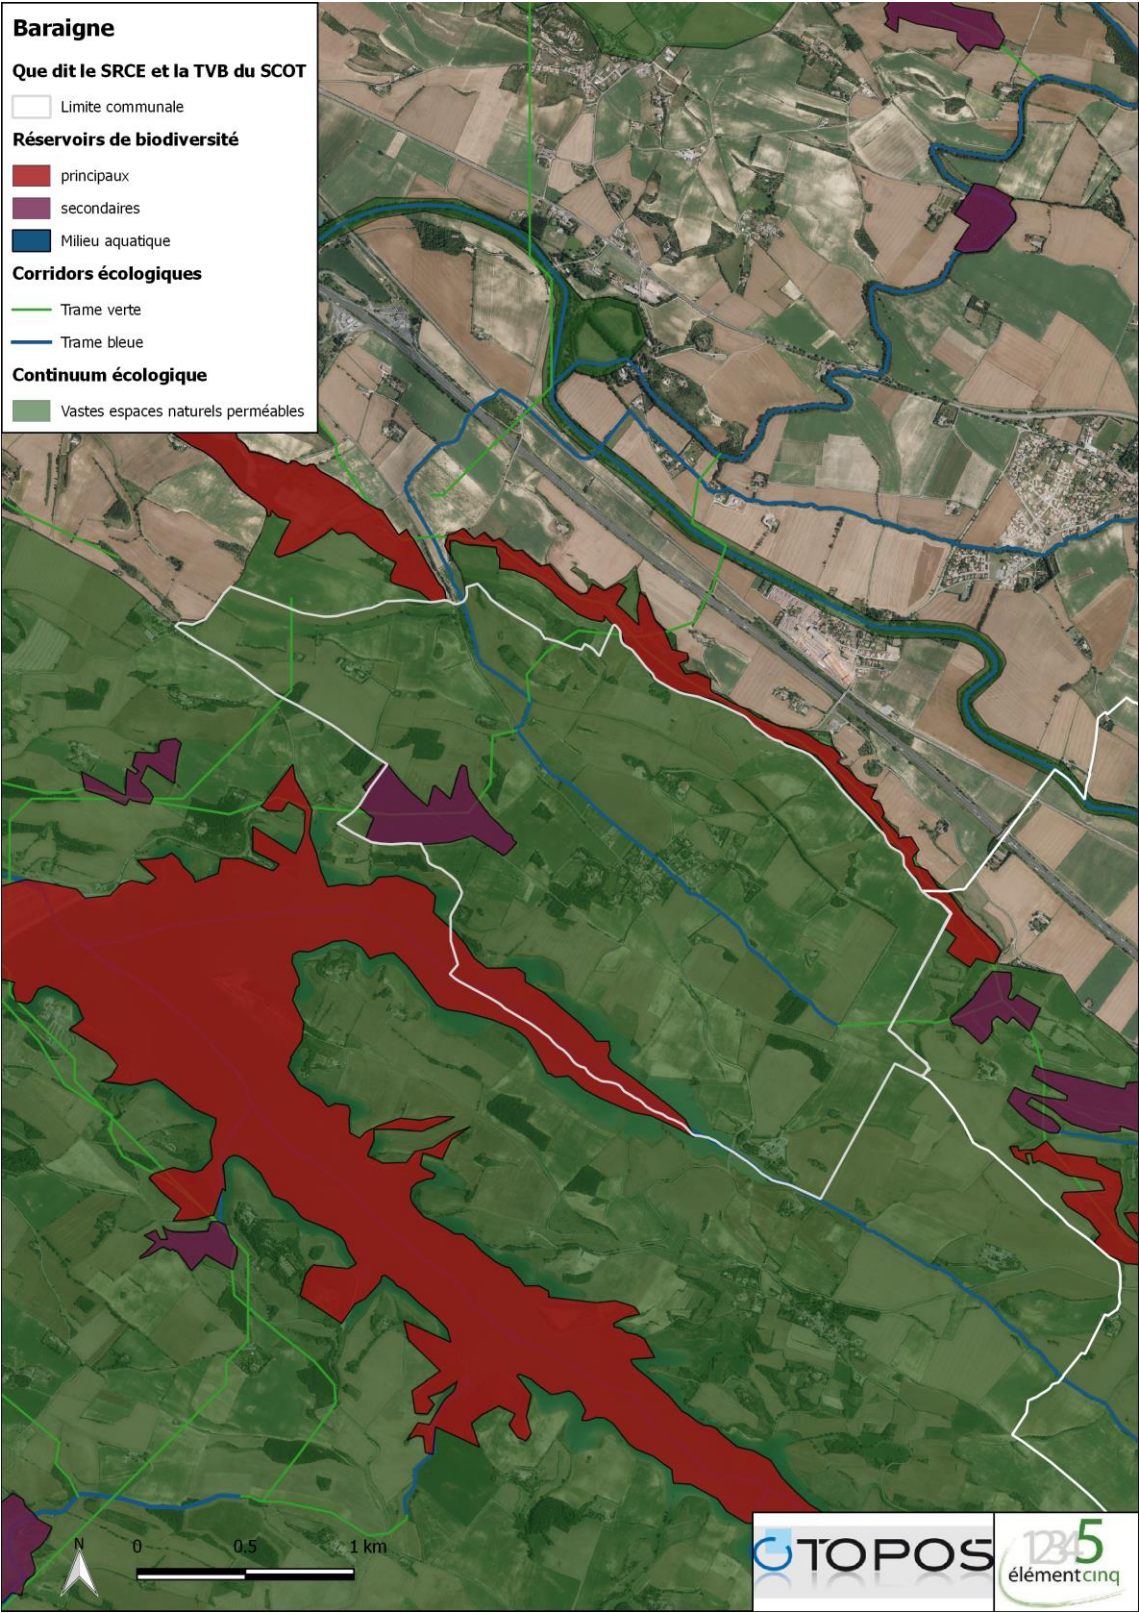 Baraigne
Que dit le SRCE et la TVB du SCOT
Limite communale
Réservoirs de biodiversité
principaux
secondaires
Milieu aquatique
Corridors écologiques
Trame verte
Trame bleue
Continuum écologique
Vastes espaces naturels perméables
N
0 0.5 1 km
TOPOS
12345
élémentcinq